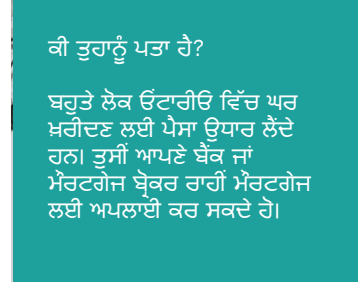 ਕੀ ਤੁਹਾਨੂੰ ਪਤਾ ਹੈ?
ਬਹੁਤੇ ਲੋਕ ਓਂਟਾਰੀਓ ਵਿੱਚ ਘਰ
ਖ਼ਰੀਦਣ ਲਈ ਪੈਸਾ ਉਧਾਰ ਲੈਂਦੇ
ਹਨ। ਤੁਸੀਂ ਆਪਣੇ ਬੈਂਕ ਜਾਂ
ਮੌਰਟਗੇਜ ਬ੍ਰੋਕਰ ਰਾਹੀਂ ਮੌਰਟਗੇਜ
ਲਈ ਅਪਲਾਈ ਕਰ ਸਕਦੇ ਹੋ।